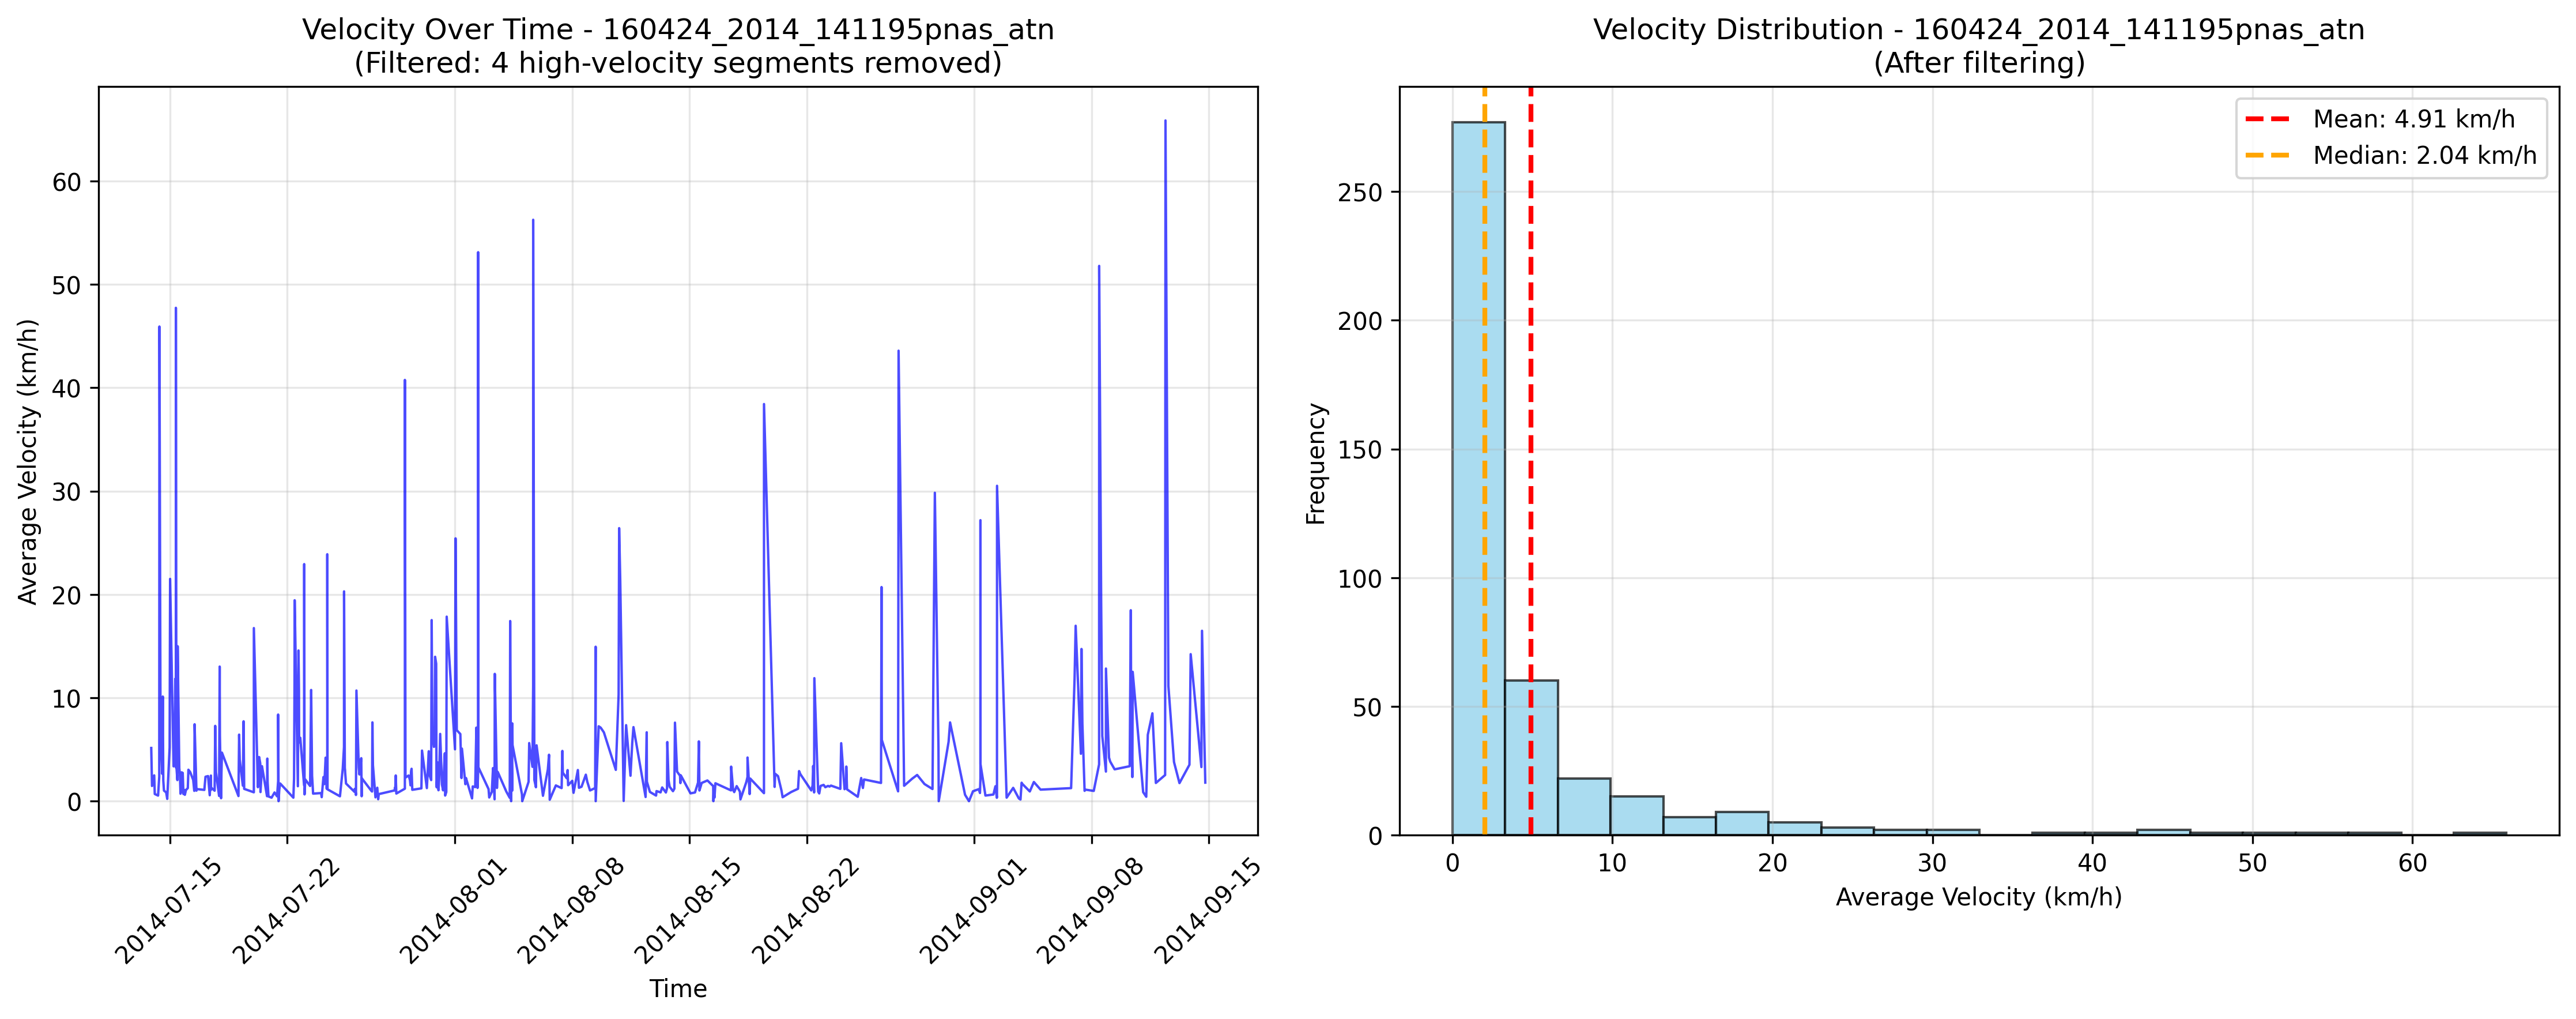 Velocity Over Time - 160424_2014_141195pnas_atn
(Filtered: 4 high-velocity segments removed)
Average Velocity (km/h)
60
50
40
30
20
10
0
2014-07-15
2014-07-22
2014-08-01
2014-08-08
2014-08-15
2014-08-22
2014-09-01
2014-09-08
2014-09-15
Time
Velocity Distribution - 160424_2014_141195pnas_atn
(After filtering)
Mean: 4.91 km/h
Median: 2.04 km/h
Frequency
250
200
150
100
50
0
0
10
20
30
40
50
60
Average Velocity (km/h)